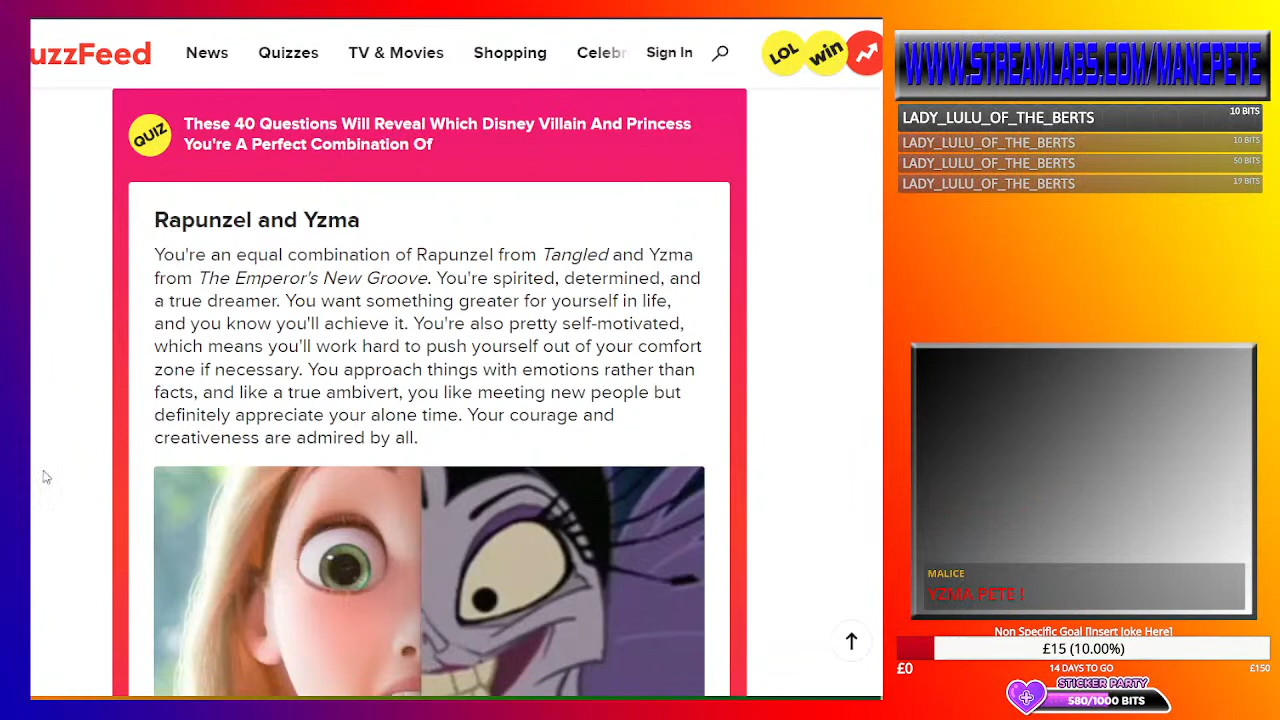 uzzFeed
News
Quizzes
TV & Movies
Shopping
Celebr
Sign In
LOL
win
QUIZ
These 40 Questions Will Reveal Which Disney Villain And Princess
You're A Perfect Combination Of
Rapunzel and Yzma
You're an equal combination of Rapunzel from Tangled and Yzma
from The Emperor's New Groove. You're spirited, determined, and
a true dreamer. You want something greater for yourself in life,
and you know you'll achieve it. You're also pretty self-motivated,
which means you'll work hard to push yourself out of your comfort
zone if necessary. You approach things with emotions rather than
facts, and like a true ambivert, you like meeting new people but
definitely appreciate your alone time. Your courage and
creativeness are admired by all.
WWW.STREAMLABS.COM/MANCPETE
LADY_LULU_OF_THE_BERTS 10 BITS
LADY_LULU_OF_THE_BERTS 10 BITS
LADY_LULU_OF_THE_BERTS 50 BITS
LADY_LULU_OF_THE_BERTS 19 BITS
MALICE
YZMA PETE !
Non Specific Goal [Insert Joke Here]
£15 (10.00%)
£0 14 DAYS TO GO £150
STICKER PARTY
580/1000 BITS